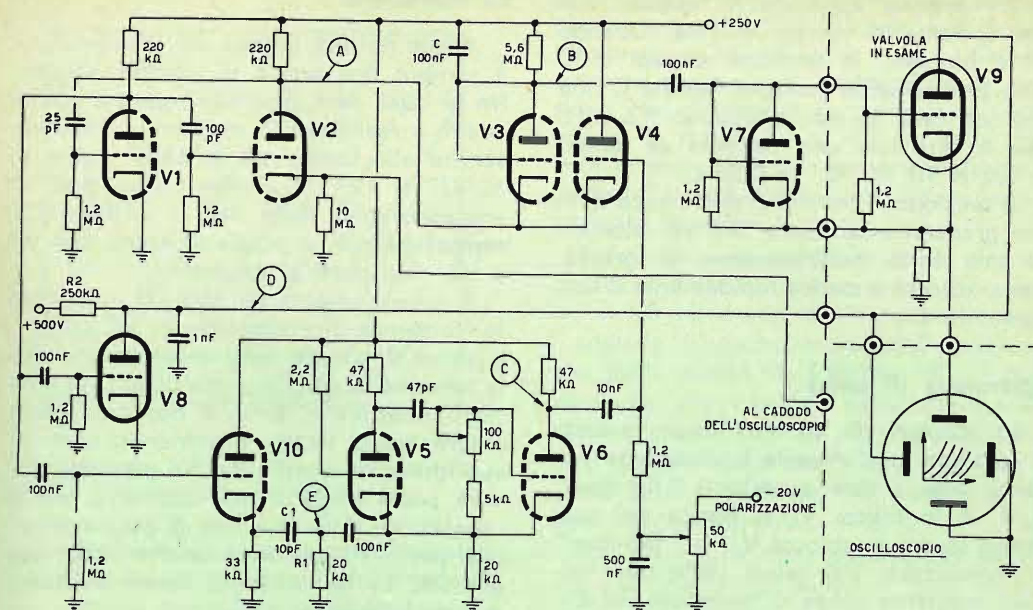 +250V
220
kΩ
220
kΩ
A
C
100nF
5,6
MΩ
B
100nF
VALVOLA
IN ESAME
V9
25
pF
100
pF
V1
V2
V3
V4
V7
1,2
MΩ
1,2
MΩ
10
MΩ
1,2
MΩ
1,2
MΩ
R2
250kΩ
+500V
D
1nF
100nF
V8
1,2
MΩ
2,2
MΩ
47
kΩ
47pF
C
47
kΩ
10nF
AL CADODO
DELL'OSCILLOSCOPIO
100
kΩ
1,2
MΩ
V10
V5
V6
5kΩ
- 20V
POLARIZZAZIONE
100nF
E
C1
10pF
R1
100nF
1,2
MΩ
33
kΩ
20
kΩ
20
kΩ
500
nF
50
kΩ
OSCILLOSCOPIO